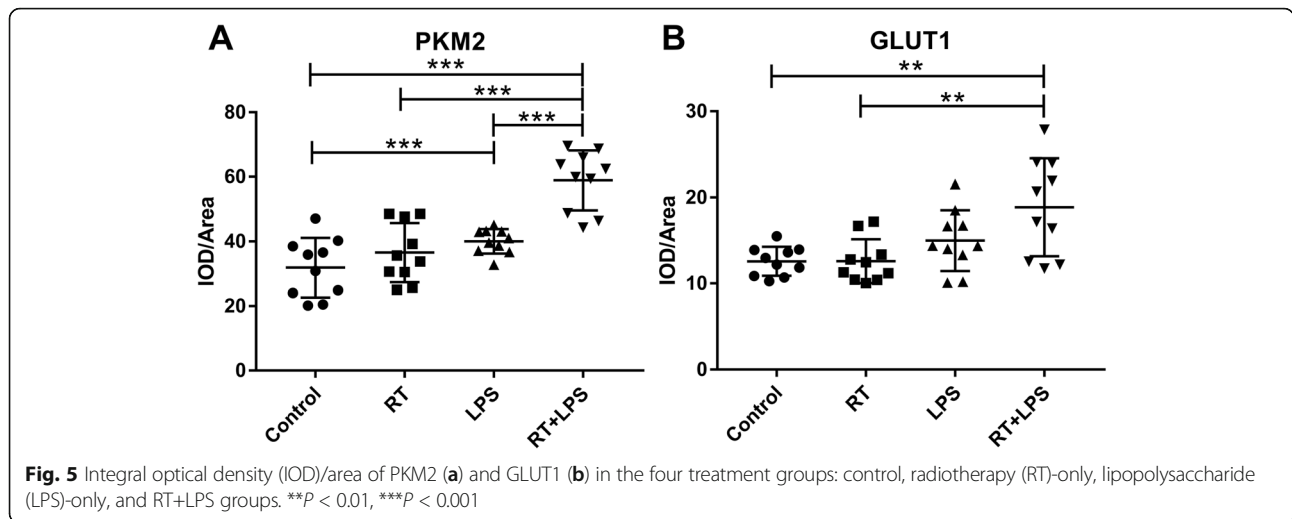 A
PKM2
***
***
***
***
IOD/Area
80
60
40
20
0
Control
RT
LPS
RT+LPS
B
GLUT1
**
**
IOD/Area
30
20
10
0
Control
RT
LPS
RT+LPS
Fig. 5 Integral optical density (IOD)/area of PKM2 (a) and GLUT1 (b) in the four treatment groups: control, radiotherapy (RT)-only, lipopolysaccharide
(LPS)-only, and RT+LPS groups. **P < 0.01, ***P < 0.001